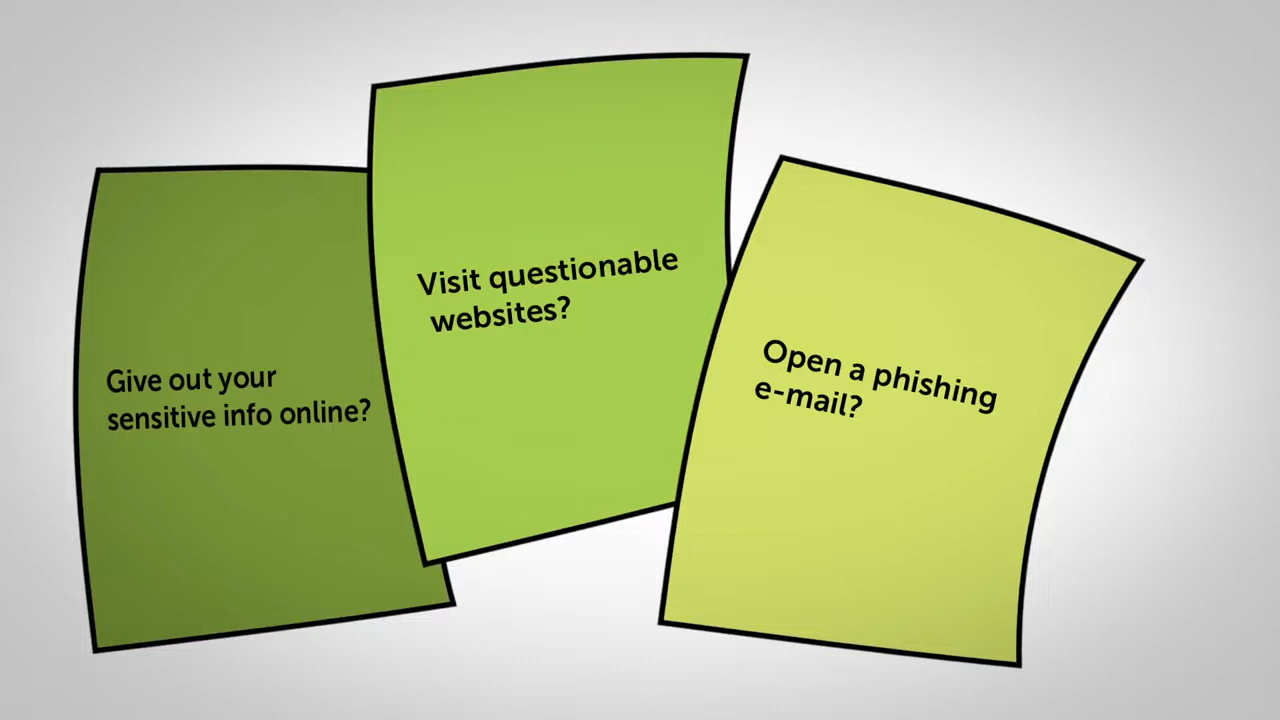 Give out your
sensitive info online?
Visit questionable
websites?
Open a phishing
e-mail?